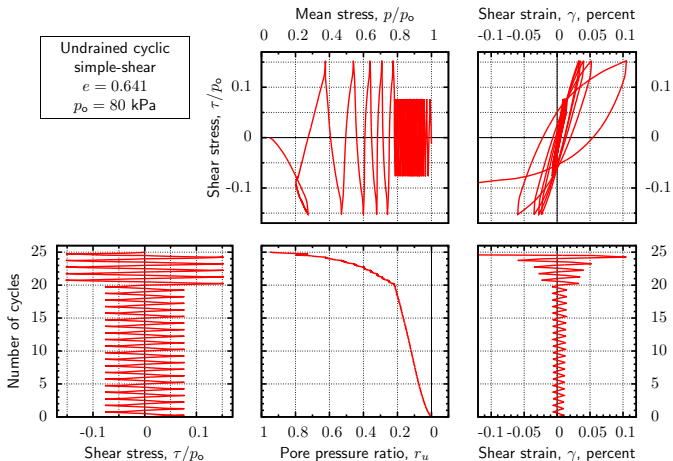 Mean stress, p/pₒ
Shear strain, γ, percent
0 0.2 0.4 0.6 0.8 1
-0.1 -0.05 0 0.05 0.1
Undrained cyclic
simple-shear
e = 0.641
pₒ = 80 kPa
Shear stress, τ/pₒ
0.1
0
-0.1
0.1
0
-0.1
Number of cycles
25
20
15
10
5
0
25
20
15
10
5
0
-0.1 0 0.1
1 0.8 0.6 0.4 0.2 0
-0.1 -0.05 0 0.05 0.1
Shear stress, τ/pₒ
Pore pressure ratio, rᵤ
Shear strain, γ, percent